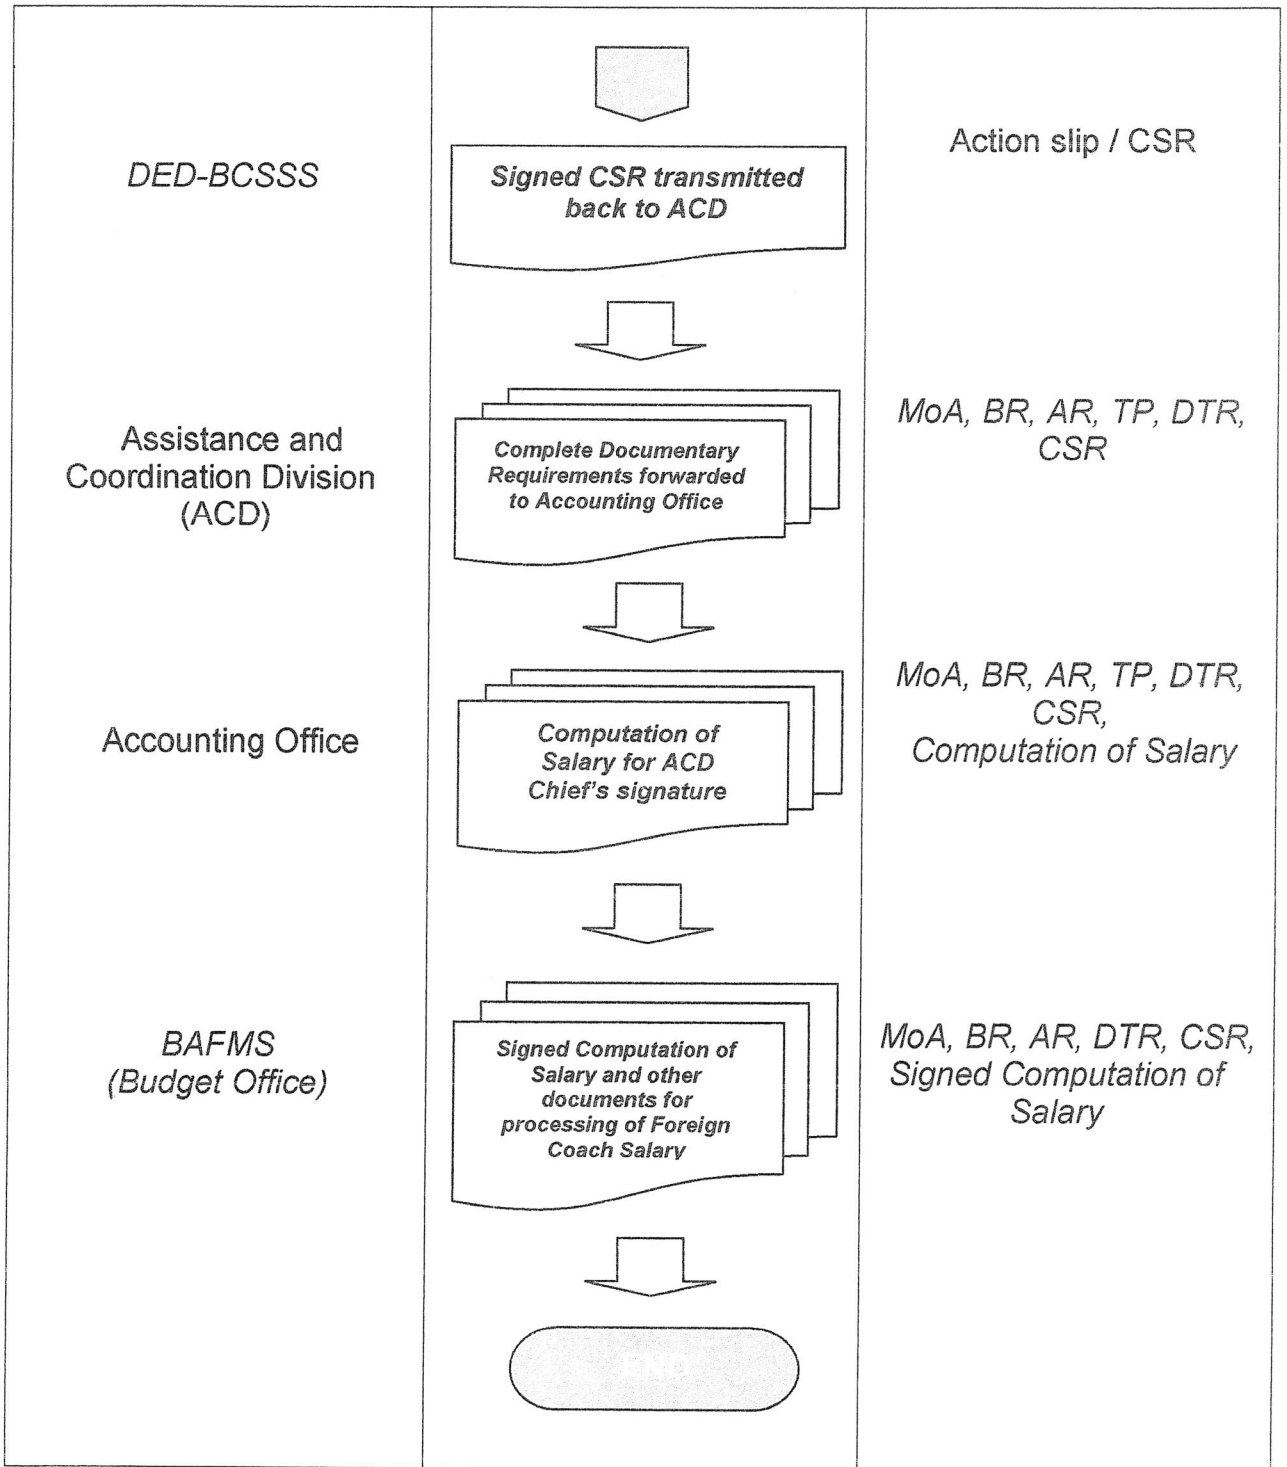 Action slip / CSR
DED-BCSSS
Signed CSR transmitted
back to ACD
Assistance and
Coordination Division
(ACD)
Complete Documentary
Requirements forwarded
to Accounting Office
MoA, BR, AR, TP, DTR,
CSR
Accounting Office
Computation of
Salary for ACD
Chief's signature
MoA, BR, AR, TP, DTR,
CSR,
Computation of Salary
BAFMS
(Budget Office)
Signed Computation of
Salary and other
documents for
processing of Foreign
Coach Salary
MoA, BR, AR, DTR, CSR,
Signed Computation of
Salary
END